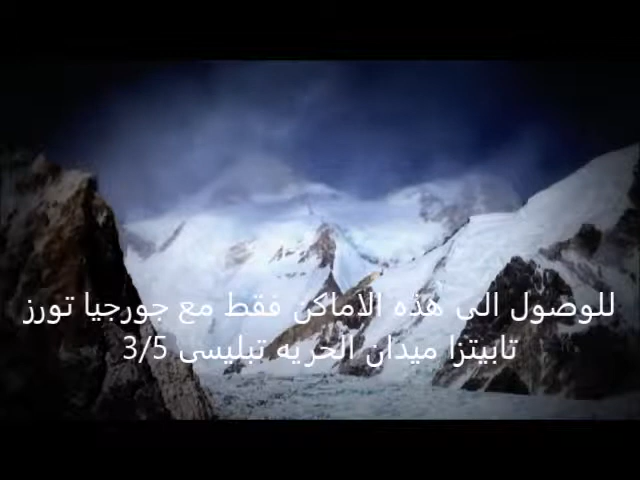 للوصول الى هذه الاماكن فقط مع جورجيا تورز
تابيتزا ميدان الحريه تبليسى 3/5